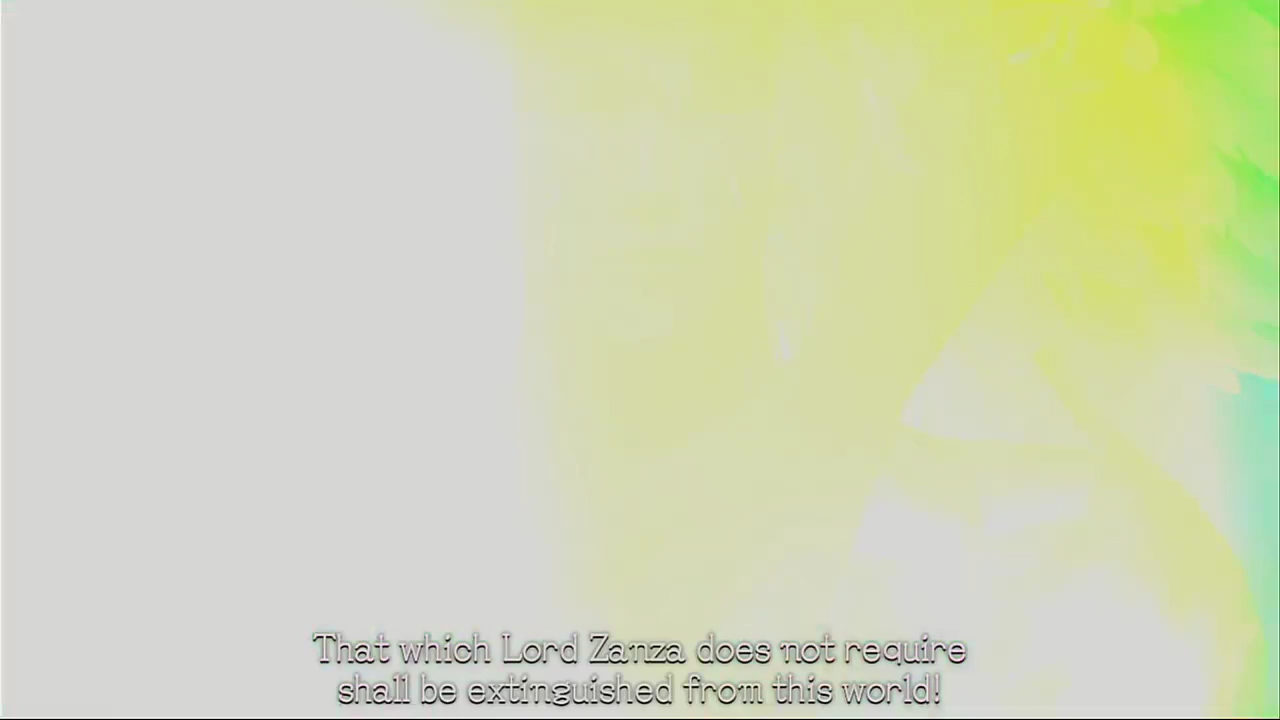 That which Lord Zanza does not require
shall be extinguished from this world!